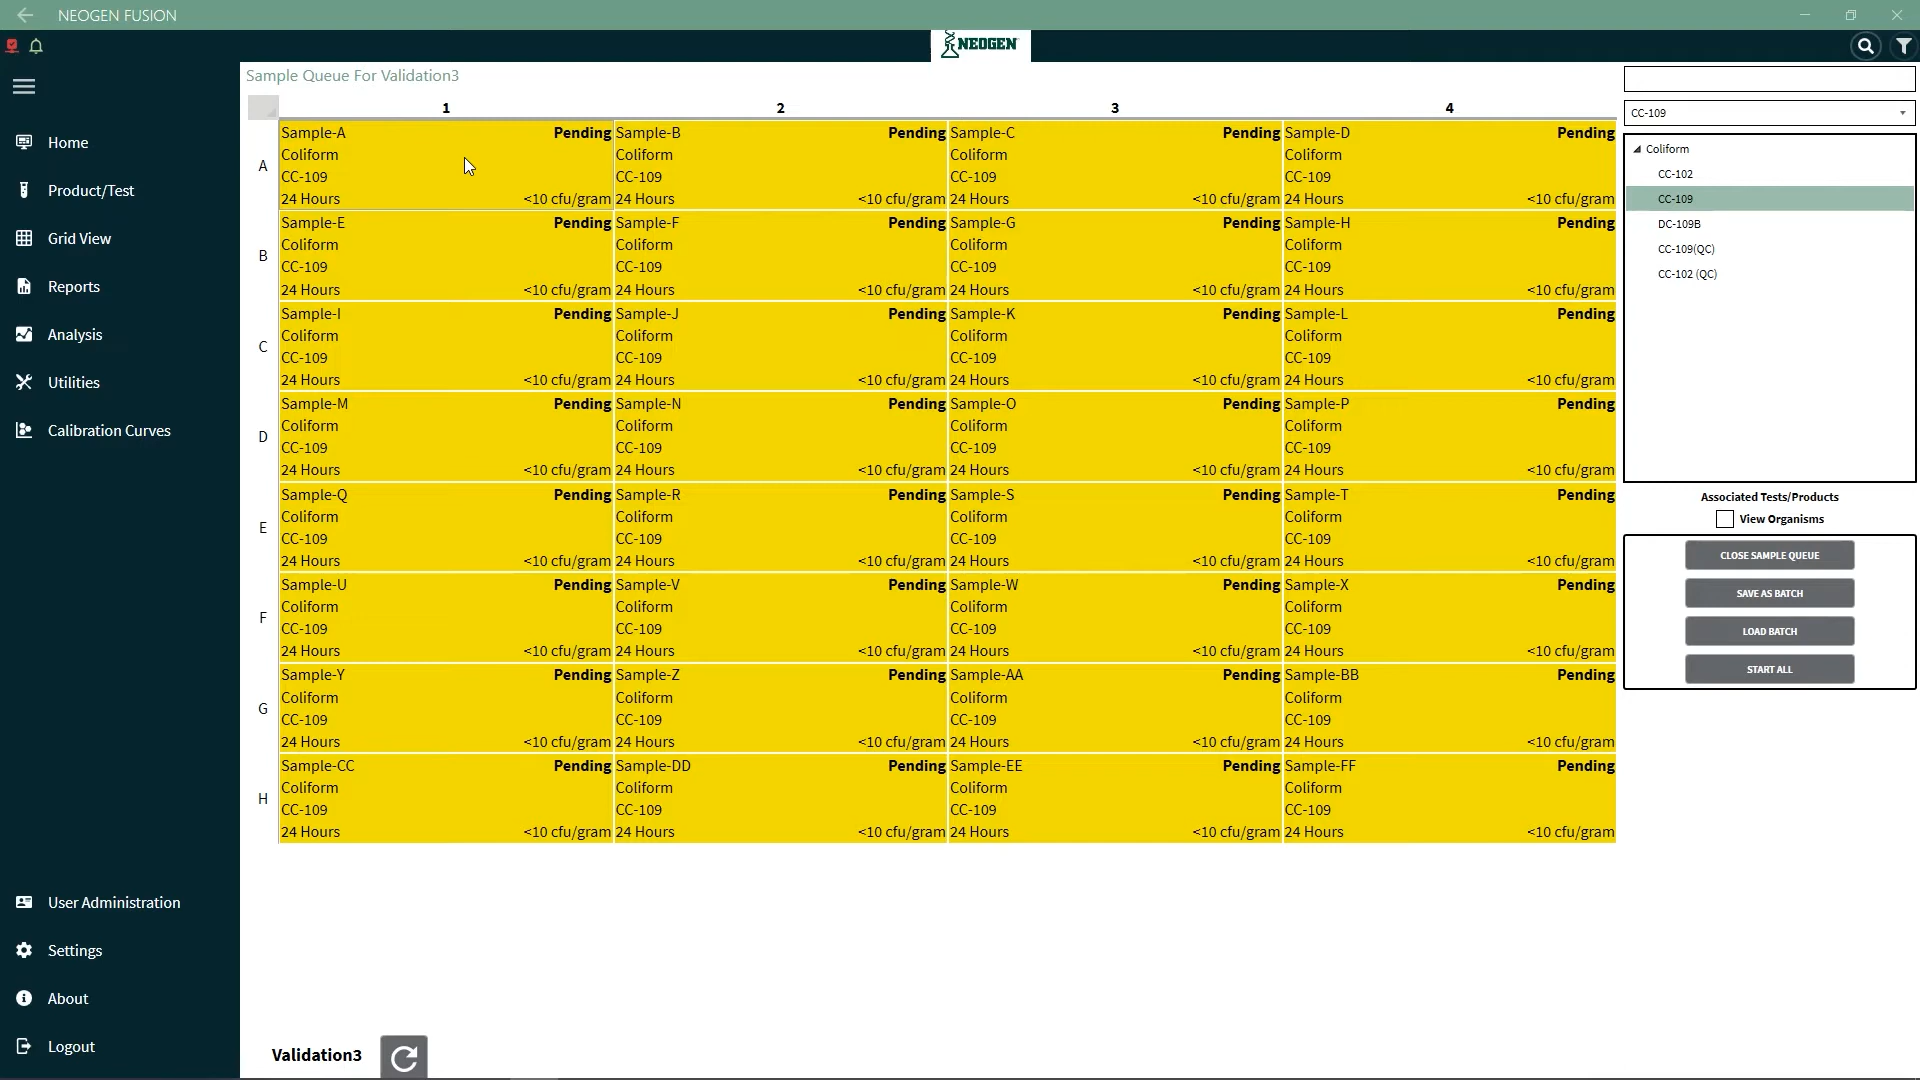 NEOGEN FUSION
NEOGEN
Sample Queue For Validation3
Home
Product/Test
Grid View
Reports
Analysis
Utilities
Calibration Curves
User Administration
Settings
About
Logout
1 2 3 4
A
Sample-A Pending Sample-B Pending Sample-C Pending Sample-D Pending
Coliform Coliform Coliform Coliform
CC-109 CC-109 CC-109 CC-109
24 Hours <10 cfu/gram 24 Hours <10 cfu/gram 24 Hours <10 cfu/gram 24 Hours <10 cfu/gram
B
Sample-E Pending Sample-F Pending Sample-G Pending Sample-H Pending
Coliform Coliform Coliform Coliform
CC-109 CC-109 CC-109 CC-109
24 Hours <10 cfu/gram 24 Hours <10 cfu/gram 24 Hours <10 cfu/gram 24 Hours <10 cfu/gram
C
Sample-I Pending Sample-J Pending Sample-K Pending Sample-L Pending
Coliform Coliform Coliform Coliform
CC-109 CC-109 CC-109 CC-109
24 Hours <10 cfu/gram 24 Hours <10 cfu/gram 24 Hours <10 cfu/gram 24 Hours <10 cfu/gram
D
Sample-M Pending Sample-N Pending Sample-O Pending Sample-P Pending
Coliform Coliform Coliform Coliform
CC-109 CC-109 CC-109 CC-109
24 Hours <10 cfu/gram 24 Hours <10 cfu/gram 24 Hours <10 cfu/gram 24 Hours <10 cfu/gram
E
Sample-Q Pending Sample-R Pending Sample-S Pending Sample-T Pending
Coliform Coliform Coliform Coliform
CC-109 CC-109 CC-109 CC-109
24 Hours <10 cfu/gram 24 Hours <10 cfu/gram 24 Hours <10 cfu/gram 24 Hours <10 cfu/gram
F
Sample-U Pending Sample-V Pending Sample-W Pending Sample-X Pending
Coliform Coliform Coliform Coliform
CC-109 CC-109 CC-109 CC-109
24 Hours <10 cfu/gram 24 Hours <10 cfu/gram 24 Hours <10 cfu/gram 24 Hours <10 cfu/gram
G
Sample-Y Pending Sample-Z Pending Sample-AA Pending Sample-BB Pending
Coliform Coliform Coliform Coliform
CC-109 CC-109 CC-109 CC-109
24 Hours <10 cfu/gram 24 Hours <10 cfu/gram 24 Hours <10 cfu/gram 24 Hours <10 cfu/gram
H
Sample-CC Pending Sample-DD Pending Sample-EE Pending Sample-FF Pending
Coliform Coliform Coliform Coliform
CC-109 CC-109 CC-109 CC-109
24 Hours <10 cfu/gram 24 Hours <10 cfu/gram 24 Hours <10 cfu/gram 24 Hours <10 cfu/gram
Validation3
CC-109
Coliform
CC-102
CC-109
DC-109B
CC-109(QC)
CC-102 (QC)
Associated Tests/Products
View Organisms
CLOSE SAMPLE QUEUE
SAVE AS BATCH
LOAD BATCH
START ALL